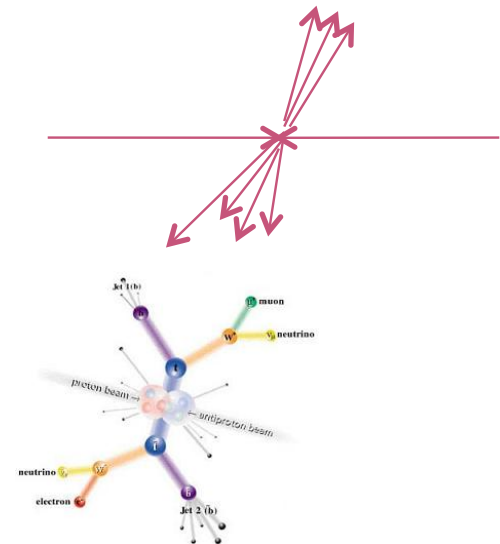 Jet 1(b)
b
μ⁺ muon
W⁺
ν neutrino
t
proton beam →
← antiproton beam
t̄
neutrino
W⁻
electron
b̄
Jet 2 (b̄)